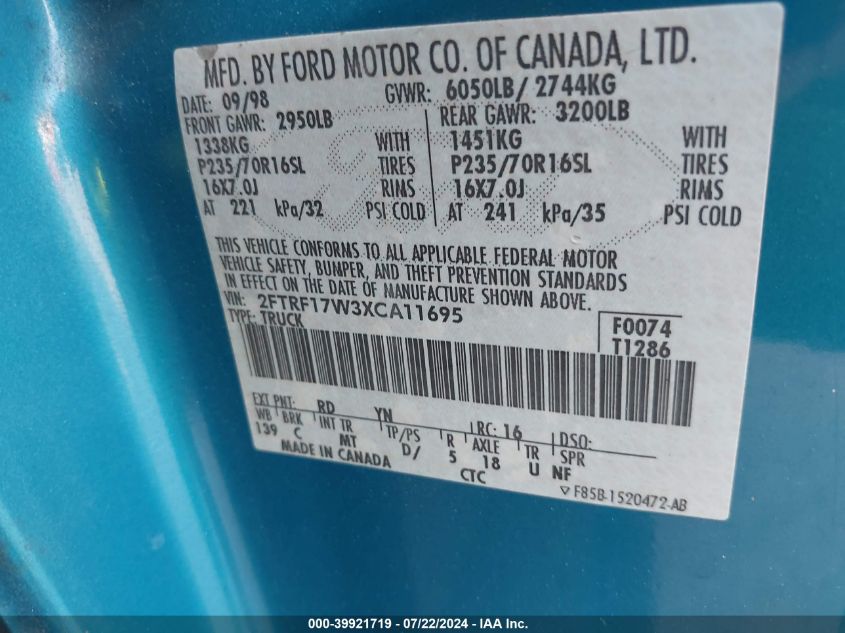 MFD. BY FORD MOTOR CO. OF CANADA, LTD.
DATE: 09/98 GVWR: 6050LB/ 2744KG
FRONT GAWR: 2950LB REAR GAWR: 3200LB
1338KG WITH 1451KG WITH
P235/70R16SL TIRES P235/70R16SL TIRES
16X7.0J RIMS 16X7.0J RIMS
AT 221 kPa/32 PSI COLD AT 241 kPa/35 PSI COLD
THIS VEHICLE CONFORMS TO ALL APPLICABLE FEDERAL MOTOR
VEHICLE SAFETY, BUMPER, AND THEFT PREVENTION STANDARDS
IN EFFECT ON THE DATE OF MANUFACTURE SHOWN ABOVE.
VIN: 2FTRF17W3XCA11695
TYPE: TRUCK
F0074
T1286
EXT PNT: RD YN RC: 16 DSO:
WB BRK INT TR TP/PS R AXLE TR SPR
139 C MT D/ 5 18 U NF
MADE IN CANADA CTC
F85B-1520472-AB
000-39921719 - 07/22/2024 - IAA Inc.